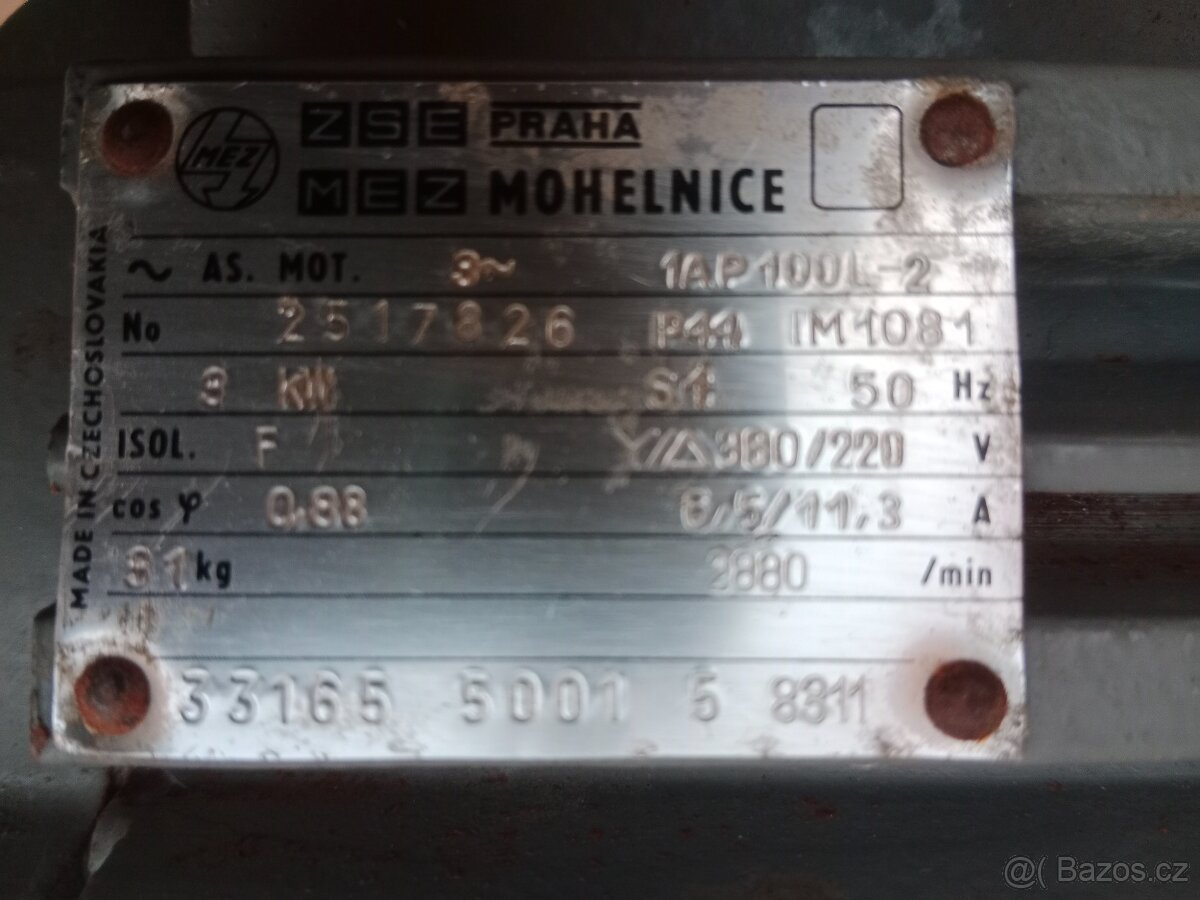 MEZ
ZSE PRAHA
MEZ MOHELNICE
~ AS. MOT. 3~ 1AP100L-2
No 2517826 IP44 IM1081
3 kW S1 50 Hz
ISOL. F Y/△380/220 V
cos φ 0,88 6,5/11,3 A
31 kg 2880 /min
33165 5001 5 8311
MADE IN CZECHOSLOVAKIA
@( Bazos.cz